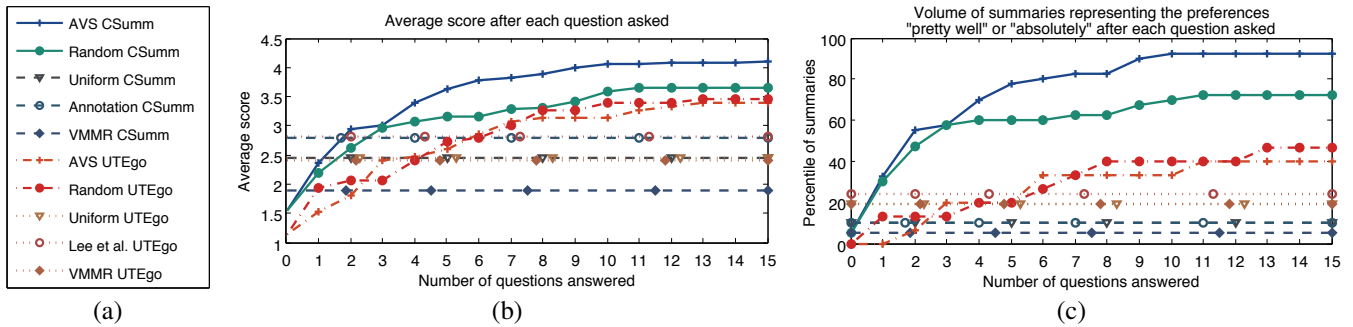 AVS CSumm
Random CSumm
Uniform CSumm
Annotation CSumm
VMMR CSumm
AVS UTEgo
Random UTEgo
Uniform UTEgo
Lee et al. UTEgo
VMMR UTEgo
(a)
Average score after each question asked
Average score
4.5
4
3.5
3
2.5
2
1.5
1
0 1 2 3 4 5 6 7 8 9 10 11 12 13 14 15
Number of questions answered
(b)
Volume of summaries representing the preferences
"pretty well" or "absolutely" after each question asked
Percentile of summaries
100
80
60
40
20
0
0 1 2 3 4 5 6 7 8 9 10 11 12 13 14 15
Number of questions answered
(c)